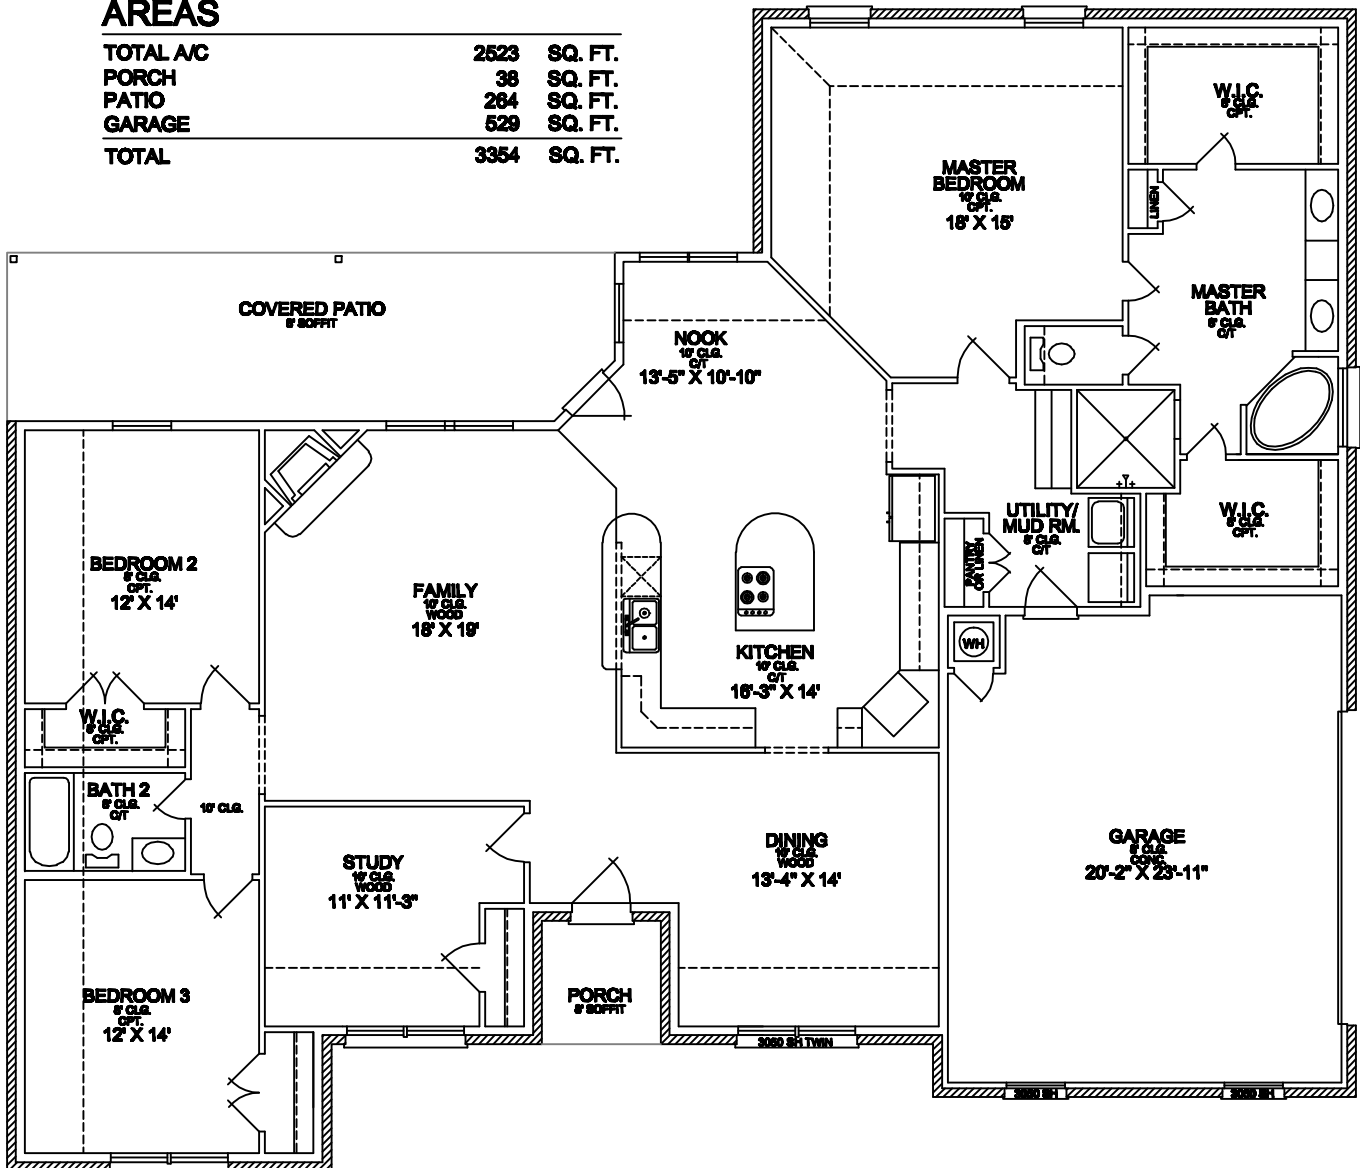 AREAS
TOTAL A/C 2523 SQ. FT.
PORCH 38 SQ. FT.
PATIO 264 SQ. FT.
GARAGE 529 SQ. FT.
TOTAL 3354 SQ. FT.
W.I.C.
8' CLG.
CPT.
MASTER
BEDROOM
10' CLG.
CPT.
18' X 15'
LINEN
MASTER
BATH
8' CLG.
C/T
COVERED PATIO
8' SOFFIT
NOOK
10' CLG.
C/T
13'-5" X 10'-10"
UTILITY/
MUD RM.
8' CLG.
C/T
W.I.C.
8' CLG.
CPT.
PANTRY
OR LINEN
BEDROOM 2
8' CLG.
CPT.
12' X 14'
FAMILY
10' CLG.
WOOD
18' X 19'
KITCHEN
10' CLG.
C/T
16'-3" X 14'
WH
W.I.C.
8' CLG.
CPT.
BATH 2
8' CLG.
C/T
10' CLG.
STUDY
10' CLG.
WOOD
11' X 11'-3"
DINING
10' CLG.
WOOD
13'-4" X 14'
GARAGE
8' CLG.
CONC.
20'-2" X 23'-11"
BEDROOM 3
8' CLG.
CPT.
12' X 14'
PORCH
8' SOFFIT
3050 SH TWIN
3050 SH
3050 SH